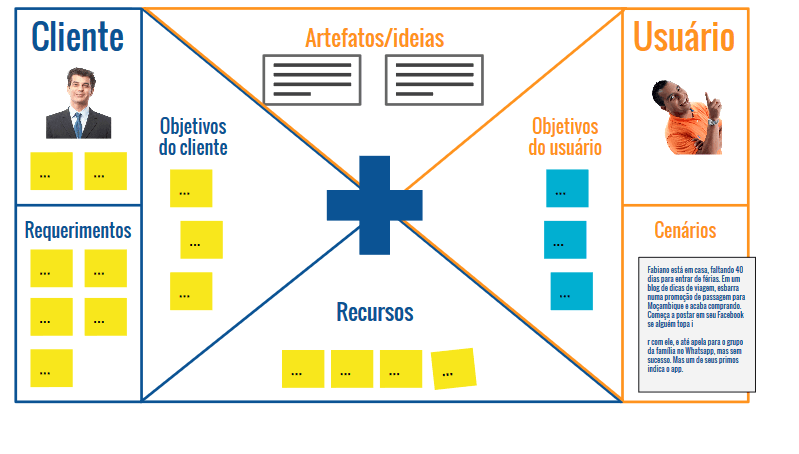 Cliente
...
...
Requerimentos
...
...
...
...
...
Objetivos
do cliente
...
...
...
Artefatos/ideias
Recursos
...
...
...
...
Objetivos
do usuário
...
...
...
Usuário
Cenários
Fabiano está em casa, faltando 40
dias para entrar de férias. Em um
blog de dicas de viagem, esbarra
numa promoção de passagem para
Moçambique e acaba comprando.
Começa a postar em seu Facebook
se alguém topa i
r com ele, e até apela para o grupo
da família no Whatsapp, mas sem
sucesso. Mas um de seus primos
indica o app.